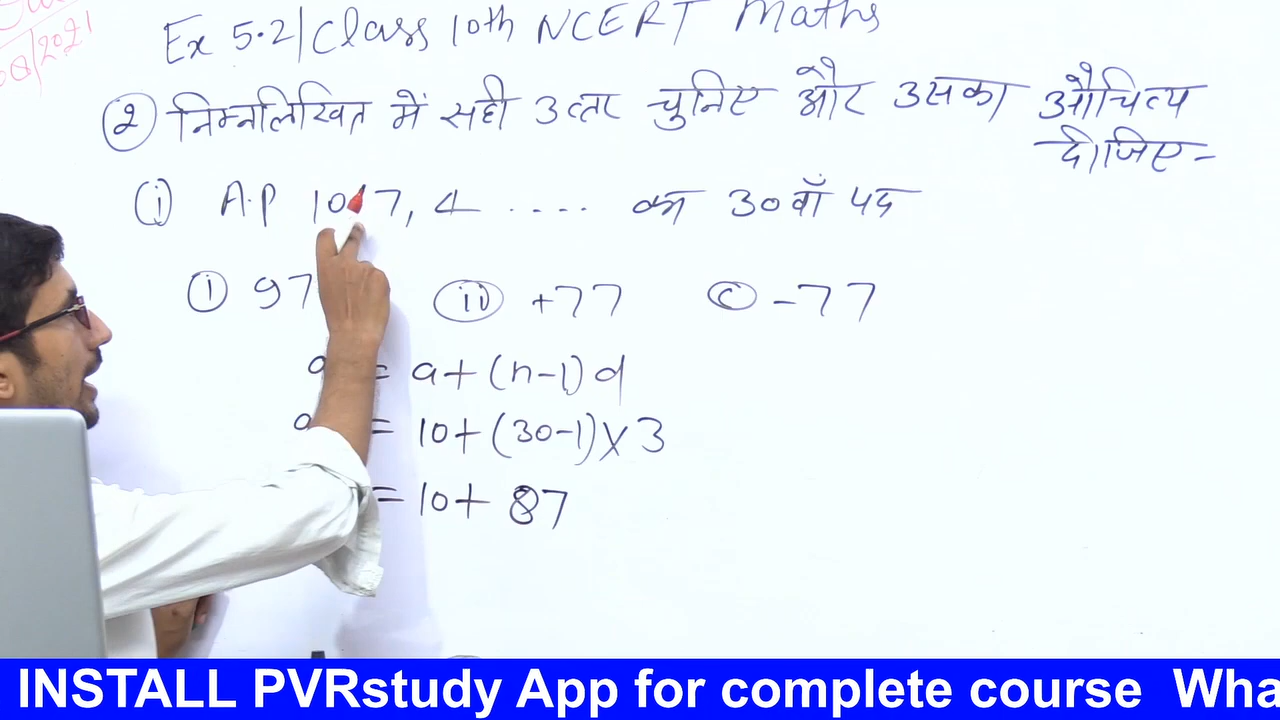 08/2021
Ex 5.2/Class 10th NCERT Maths
② निम्नलिखित में सही उत्तर चुनिए और उसका औचित्य
दीजिए-
(i) A.P 10, 7, 4 .... का 30वाँ पद
(i) 97 (ii) +77 (c) -77
= a+(n-1)d
= 10+(30-1)×3
= 10+ 87
INSTALL PVRstudy App for complete course Wha